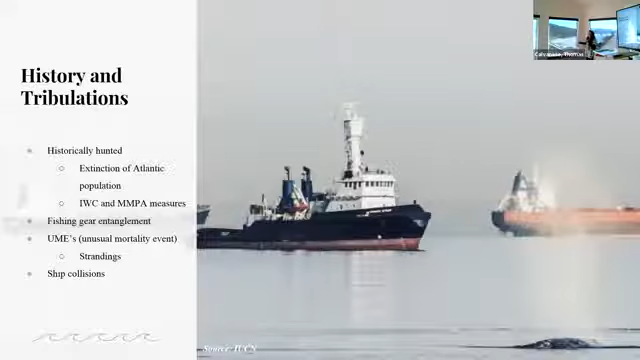 History and
Tribulations
Historically hunted
Extinction of Atlantic
population
IWC and MMPA measures
Fishing gear entanglement
UME's (unusual mortality event)
Strandings
Ship collisions
Source: IUCN